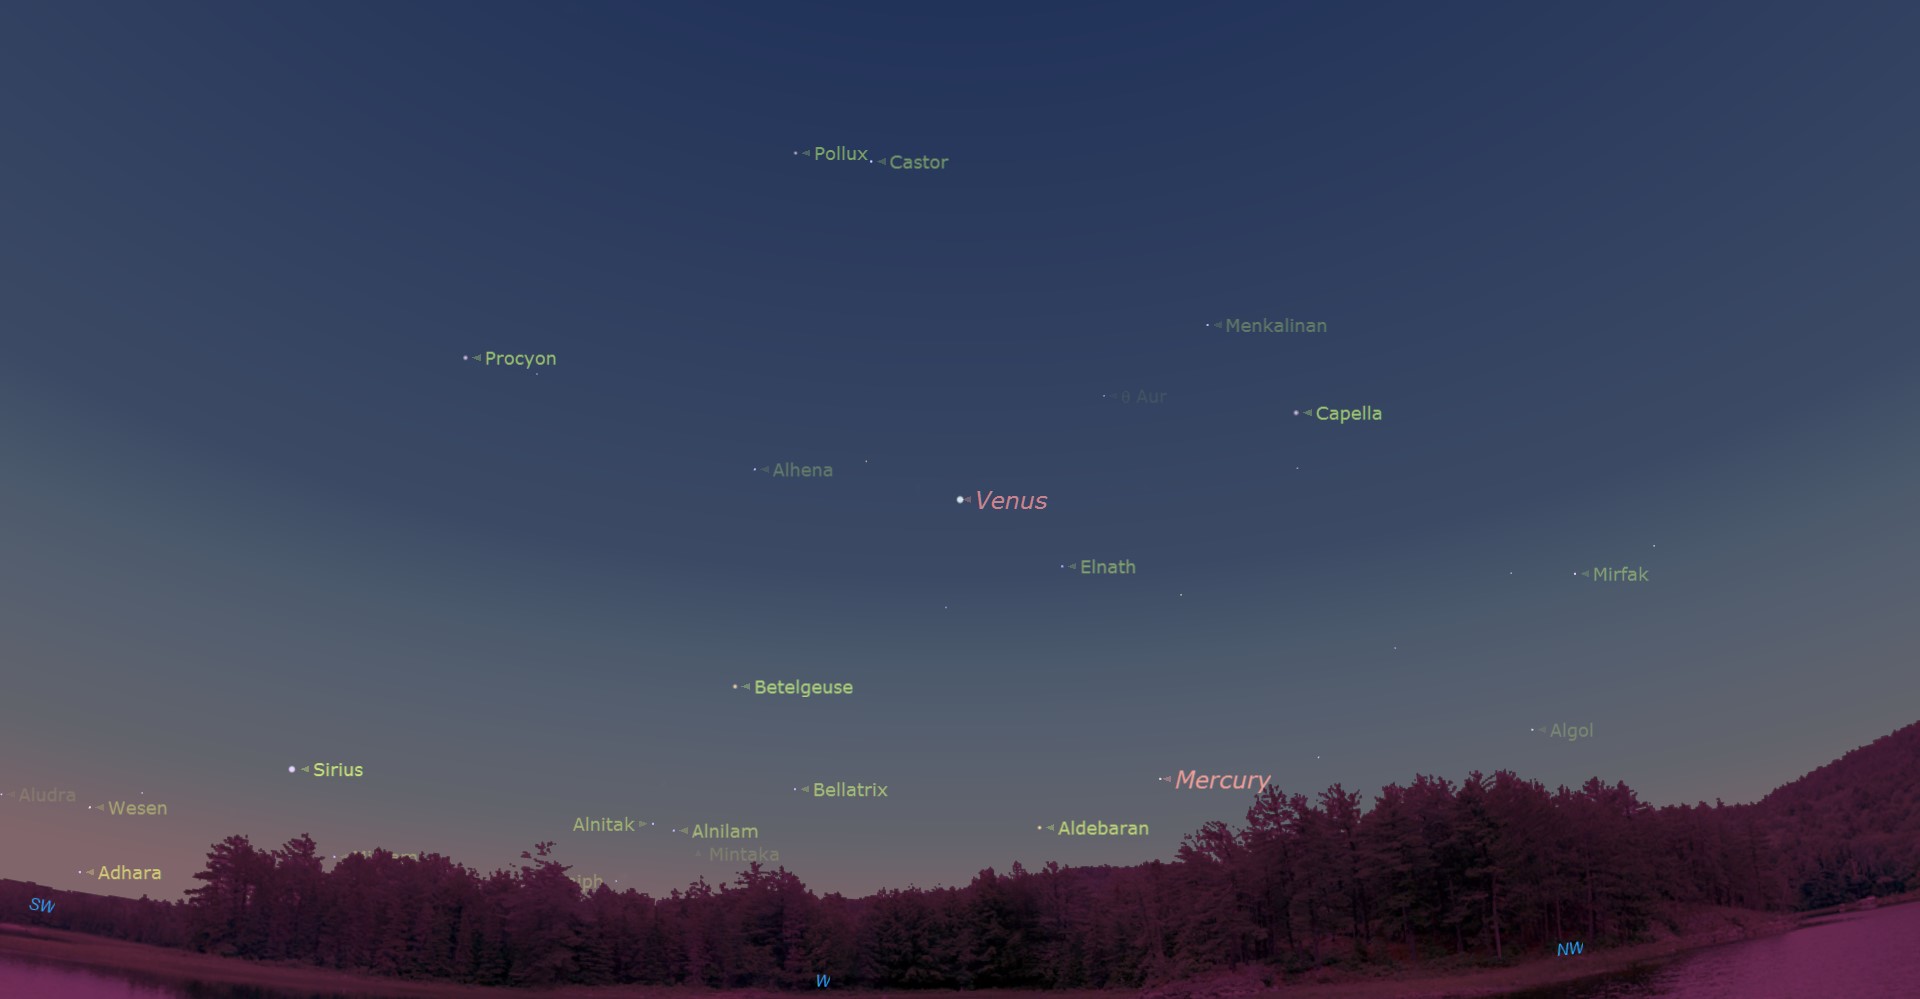 Pollux
Castor
Menkalinan
Procyon
θ Aur
Capella
Alhena
Venus
Elnath
Mirfak
Betelgeuse
Algol
Sirius
Mercury
Bellatrix
Aludra
Wesen
Alnitak
Alnilam
Aldebaran
Mintaka
Adhara
SW
NW
W